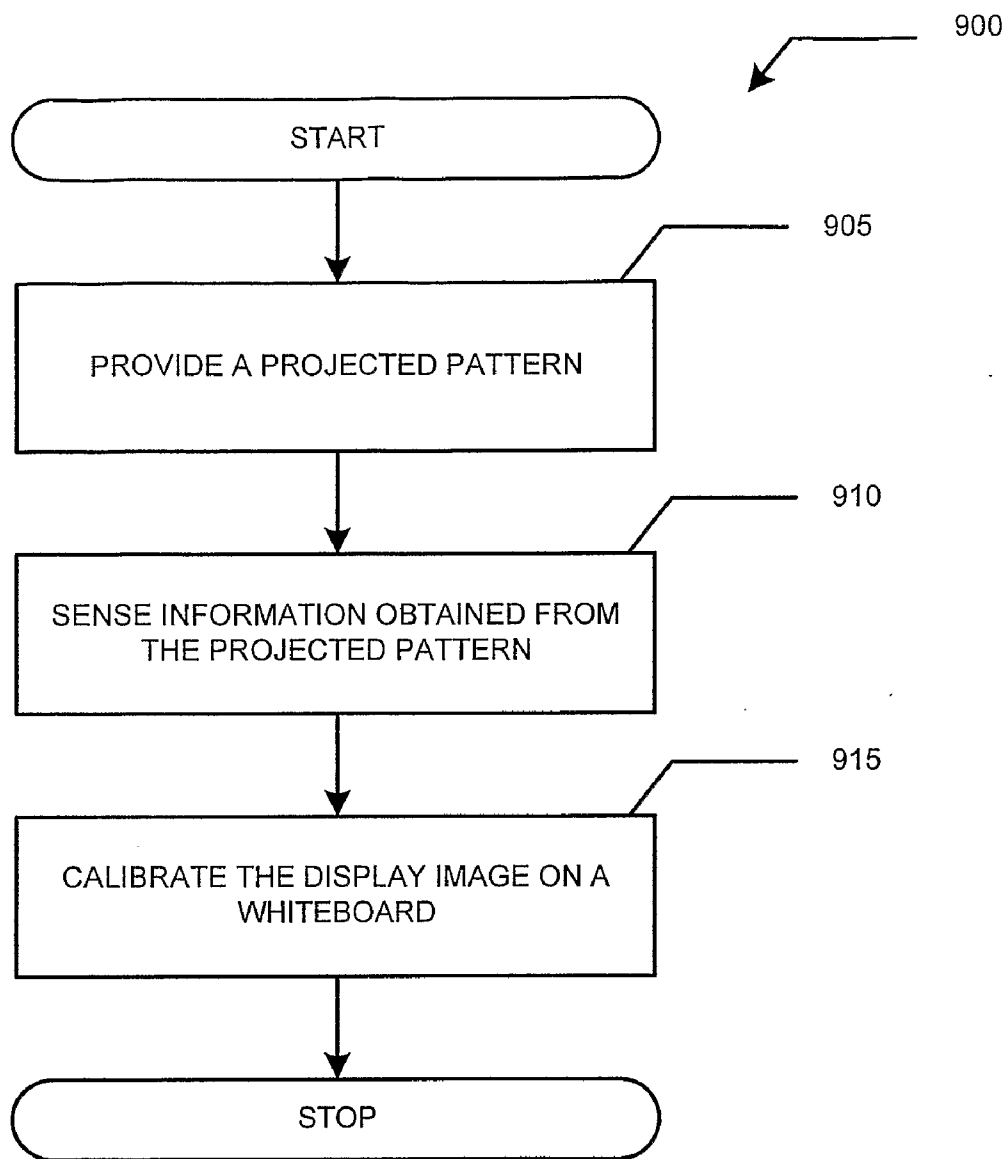 900
START
905
PROVIDE A PROJECTED PATTERN
910
SENSE INFORMATION OBTAINED FROM
THE PROJECTED PATTERN
915
CALIBRATE THE DISPLAY IMAGE ON A
WHITEBOARD
STOP